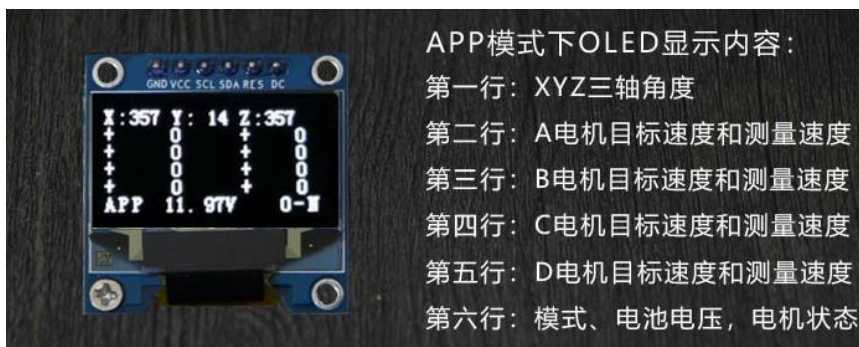 GND VCC SCL SDA RES DC
X:357 Y: 14 Z:357
+ 0 + 0
+ 0 + 0
+ 0 + 0
+ 0 + 0
APP 11.97V O-N
APP模式下OLED显示内容：
第一行：XYZ三轴角度
第二行：A电机目标速度和测量速度
第三行：B电机目标速度和测量速度
第四行：C电机目标速度和测量速度
第五行：D电机目标速度和测量速度
第六行：模式、电池电压，电机状态